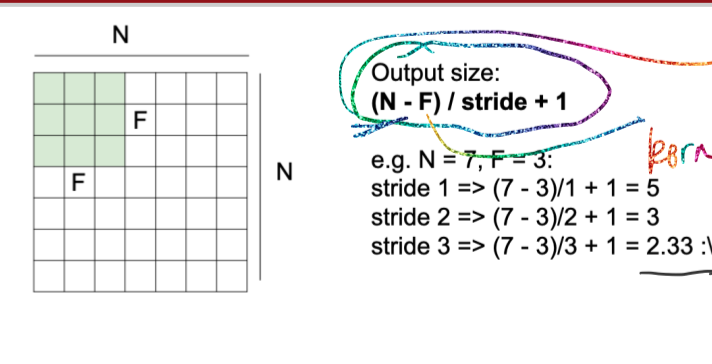 N
F
F
N
Output size:
(N - F) / stride + 1
e.g. N = 7, F = 3:
stride 1 => (7 - 3)/1 + 1 = 5
stride 2 => (7 - 3)/2 + 1 = 3
stride 3 => (7 - 3)/3 + 1 = 2.33 :\